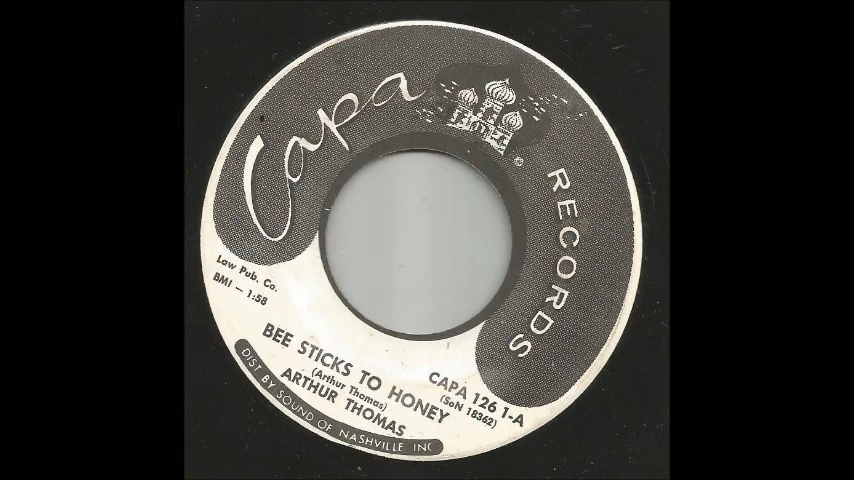 Capa
RECORDS
©
Law Pub. Co.
BMI — 1:58
BEE STICKS TO HONEY
(Arthur Thomas)
ARTHUR THOMAS
CAPA 126 1-A
(SoN 18362)
DIST BY SOUND OF NASHVILLE, INC